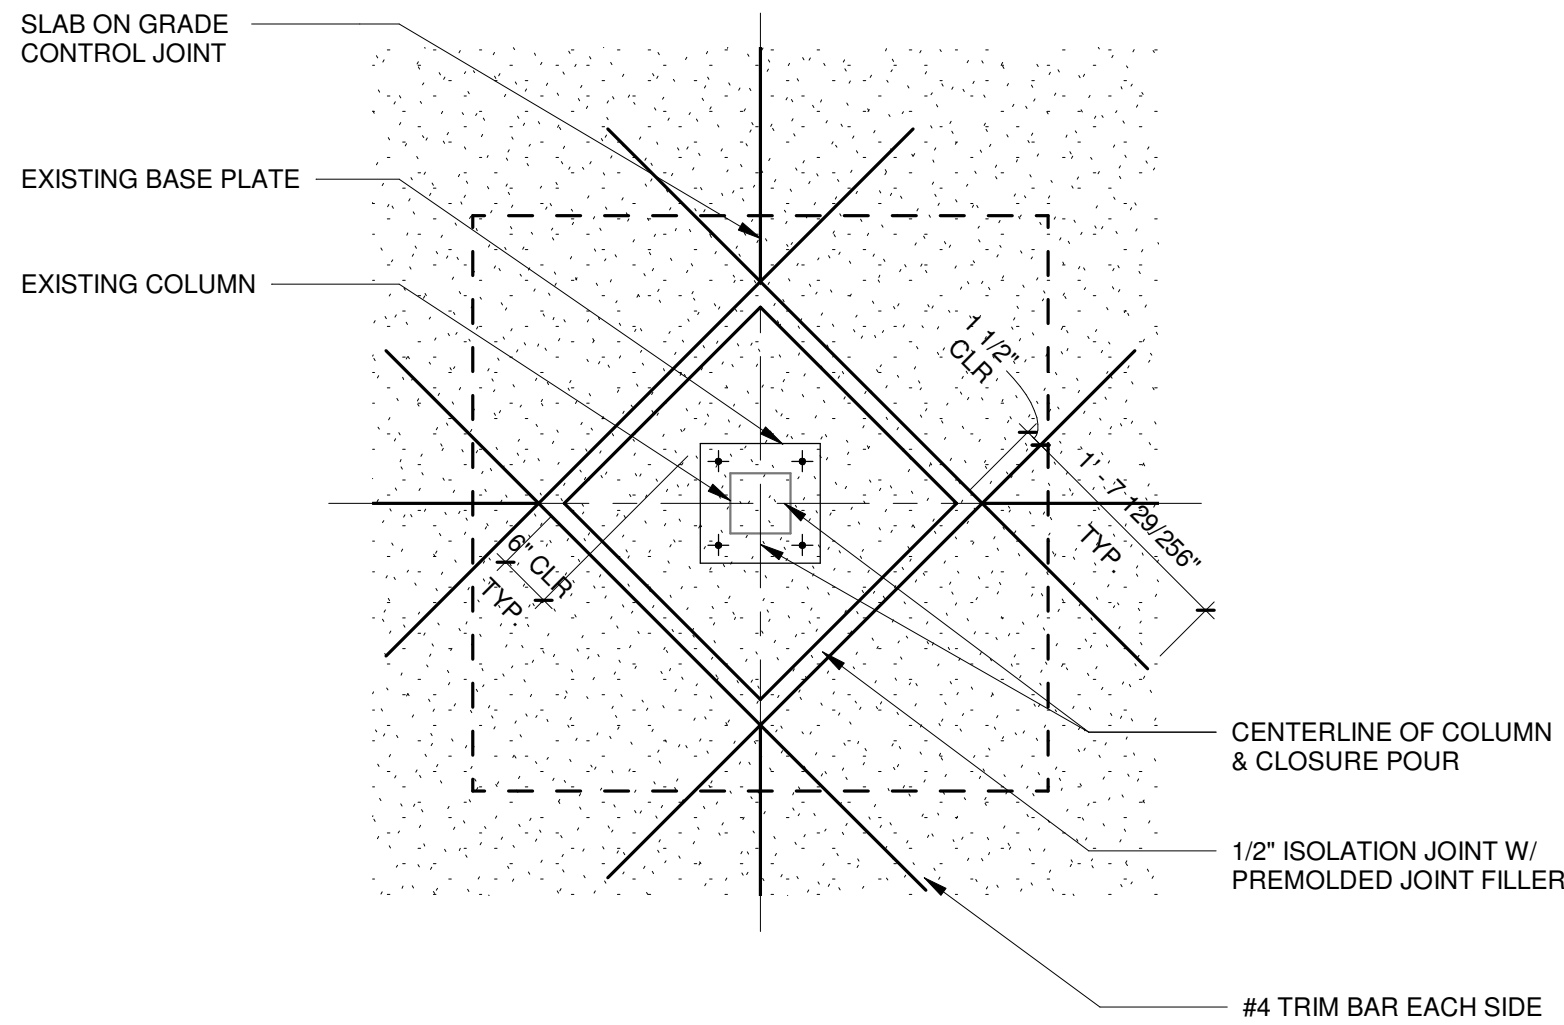 SLAB ON GRADE
CONTROL JOINT
EXISTING BASE PLATE
EXISTING COLUMN
1 1/2"
CLR
1' - 7 129/256"
TYP.
6" CLR
TYP.
CENTERLINE OF COLUMN
& CLOSURE POUR
1/2" ISOLATION JOINT W/
PREMOLDED JOINT FILLER
#4 TRIM BAR EACH SIDE